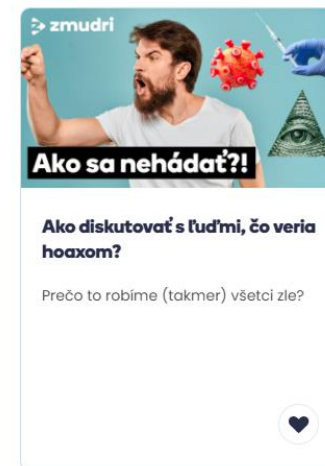 zmudri
Ako sa nehádať?!
Ako diskutovať s ľuďmi, čo veria
hoaxom?
Prečo to robíme (takmer) všetci zle?